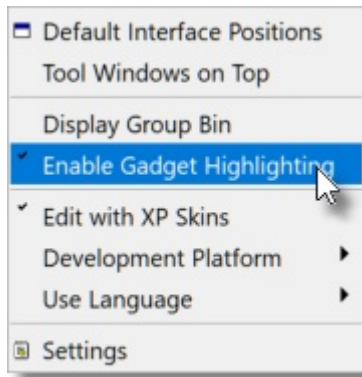 Default Interface Positions
Tool Windows on Top
Display Group Bin
Enable Gadget Highlighting
Edit with XP Skins
Development Platform
Use Language
Settings